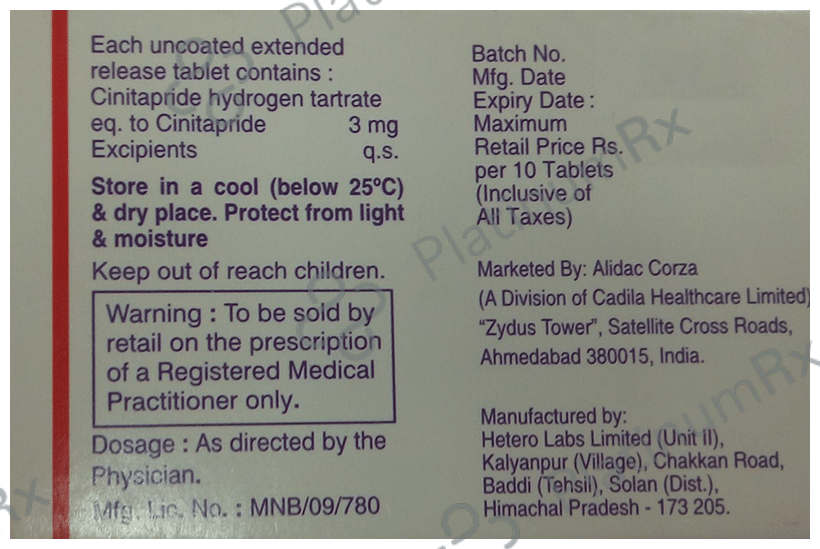 Each uncoated extended
release tablet contains :
Cinitapride hydrogen tartrate
eq. to Cinitapride 3 mg
Excipients q.s.
Store in a cool (below 25ºC)
& dry place. Protect from light
& moisture
Keep out of reach children.
Warning : To be sold by
retail on the prescription
of a Registered Medical
Practitioner only.
Dosage : As directed by the
Physician.
Mfg. Lic. No. : MNB/09/780
Batch No.
Mfg. Date
Expiry Date :
Maximum
Retail Price Rs.
per 10 Tablets
(Inclusive of
All Taxes)
Marketed By: Alidac Corza
(A Division of Cadila Healthcare Limited)
“Zydus Tower”, Satellite Cross Roads,
Ahmedabad 380015, India.
Manufactured by:
Hetero Labs Limited (Unit II),
Kalyanpur (Village), Chakkan Road,
Baddi (Tehsil), Solan (Dist.),
Himachal Pradesh - 173 205.
PlatinumRx
PlatinumRx
PlatinumRx
Rx